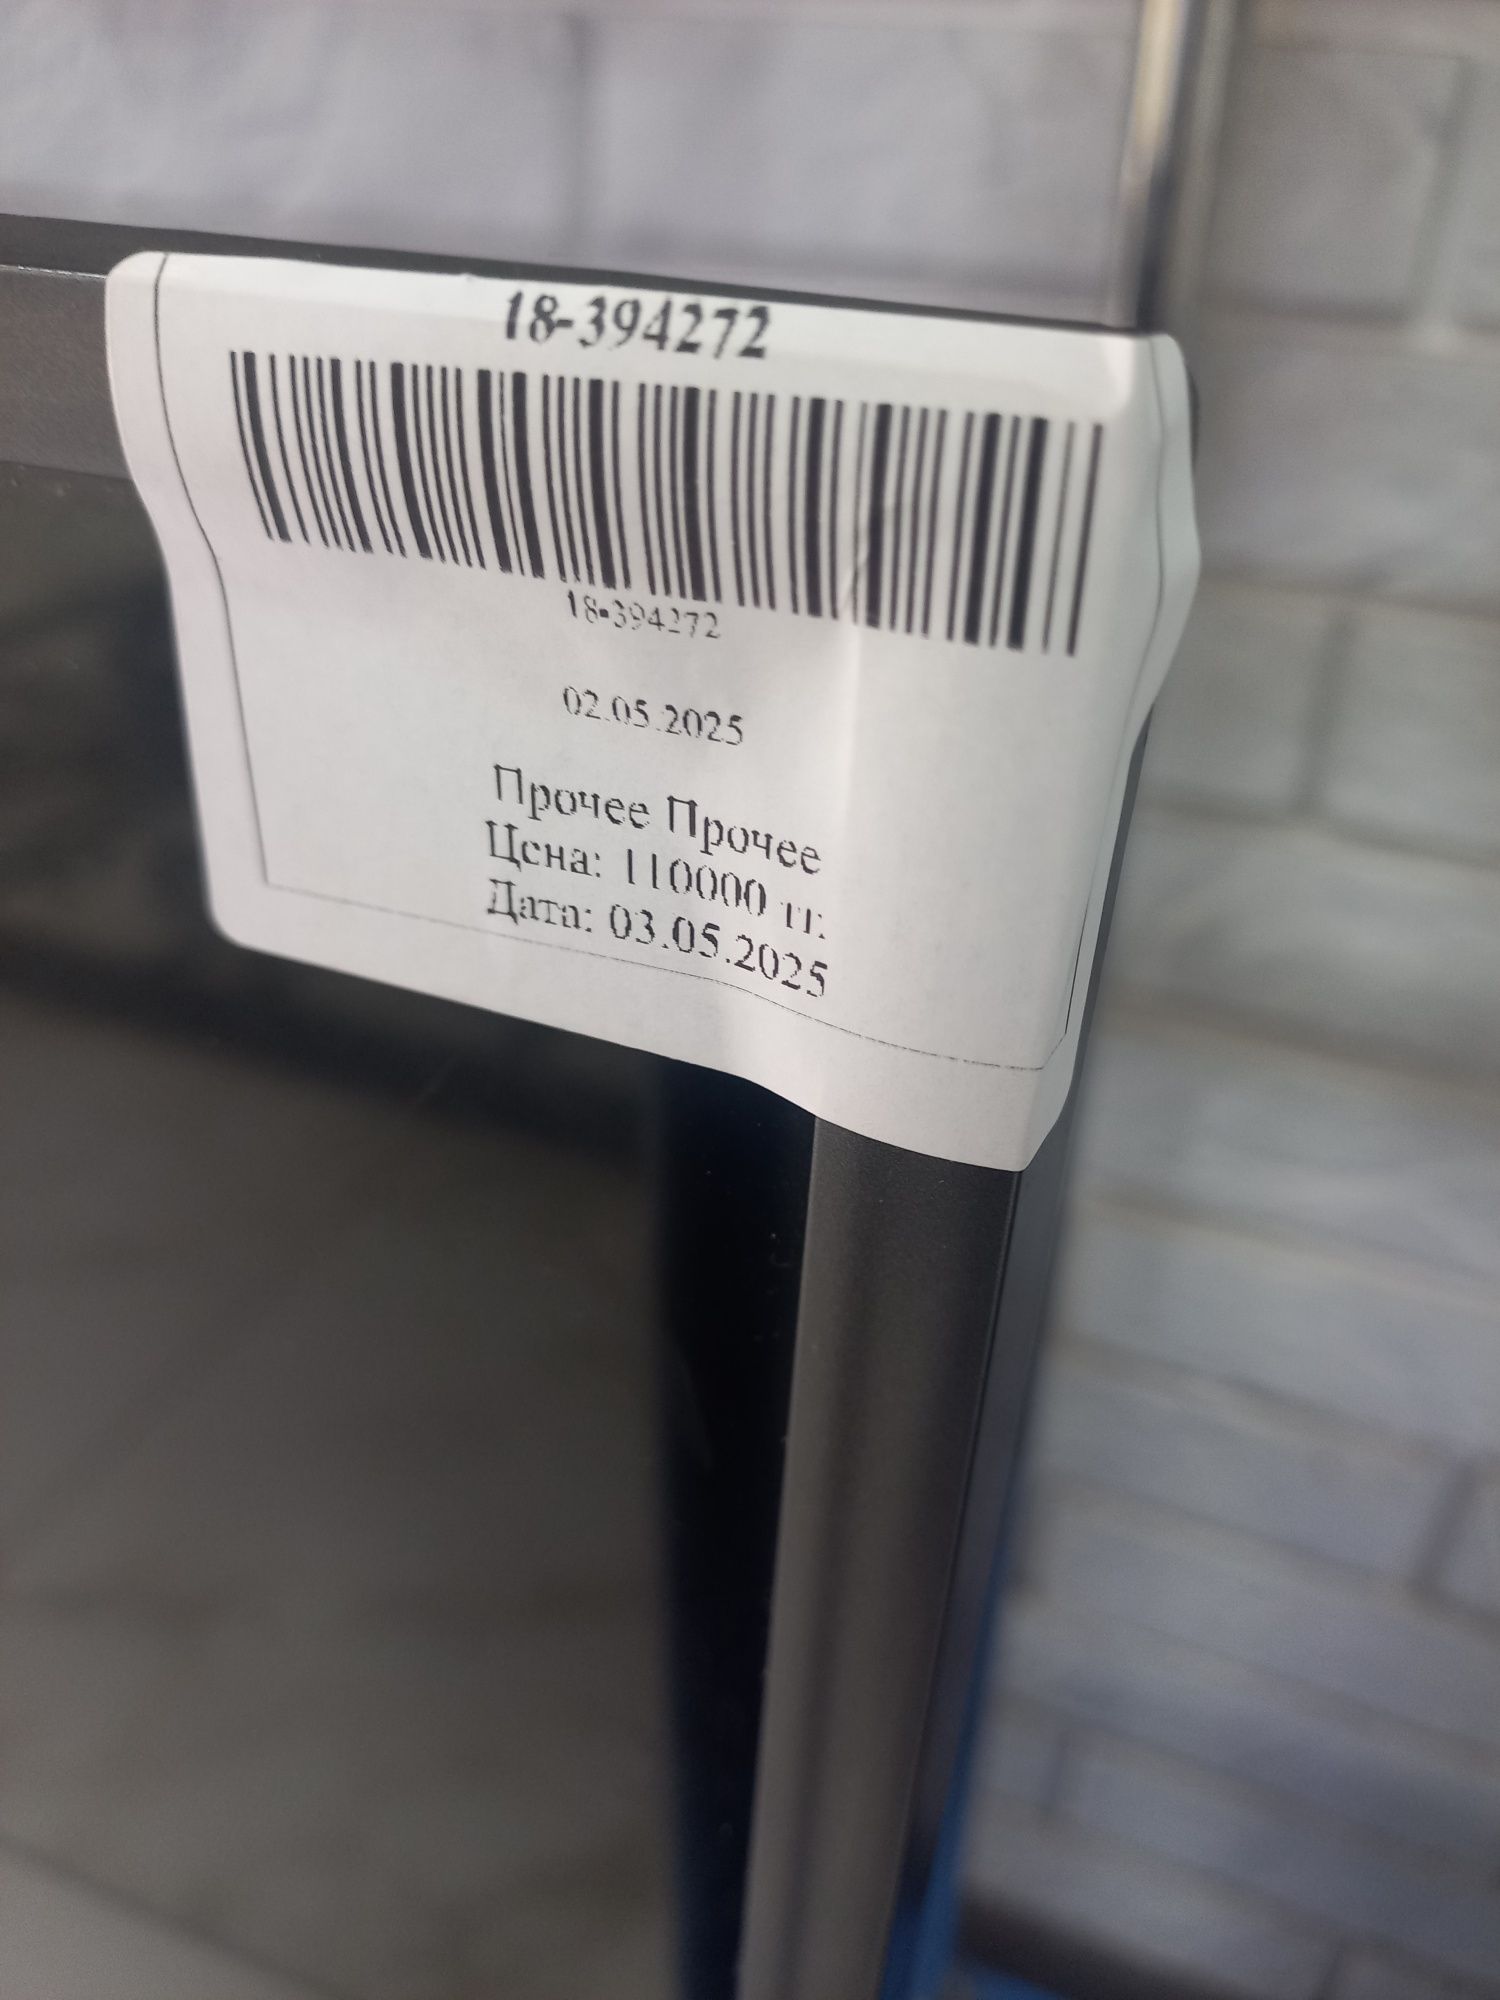 18-394272
18-394272
02.05.2025
Прочее Прочее
Цена: 110000 тг.
Дата: 03.05.2025